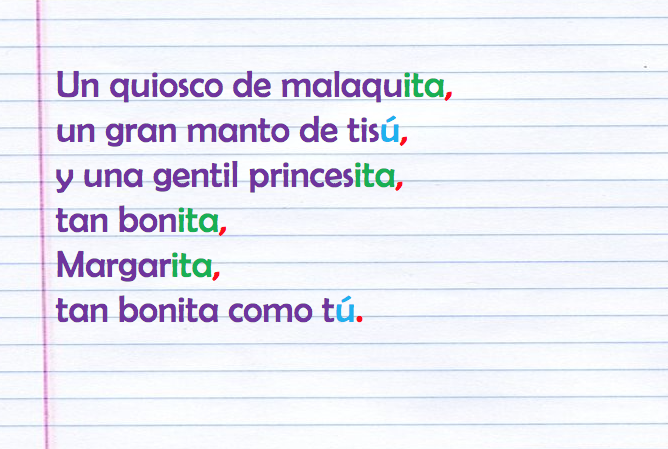 Un quiosco de malaquita,
un gran manto de tisú,
y una gentil princesita,
tan bonita,
Margarita,
tan bonita como tú.